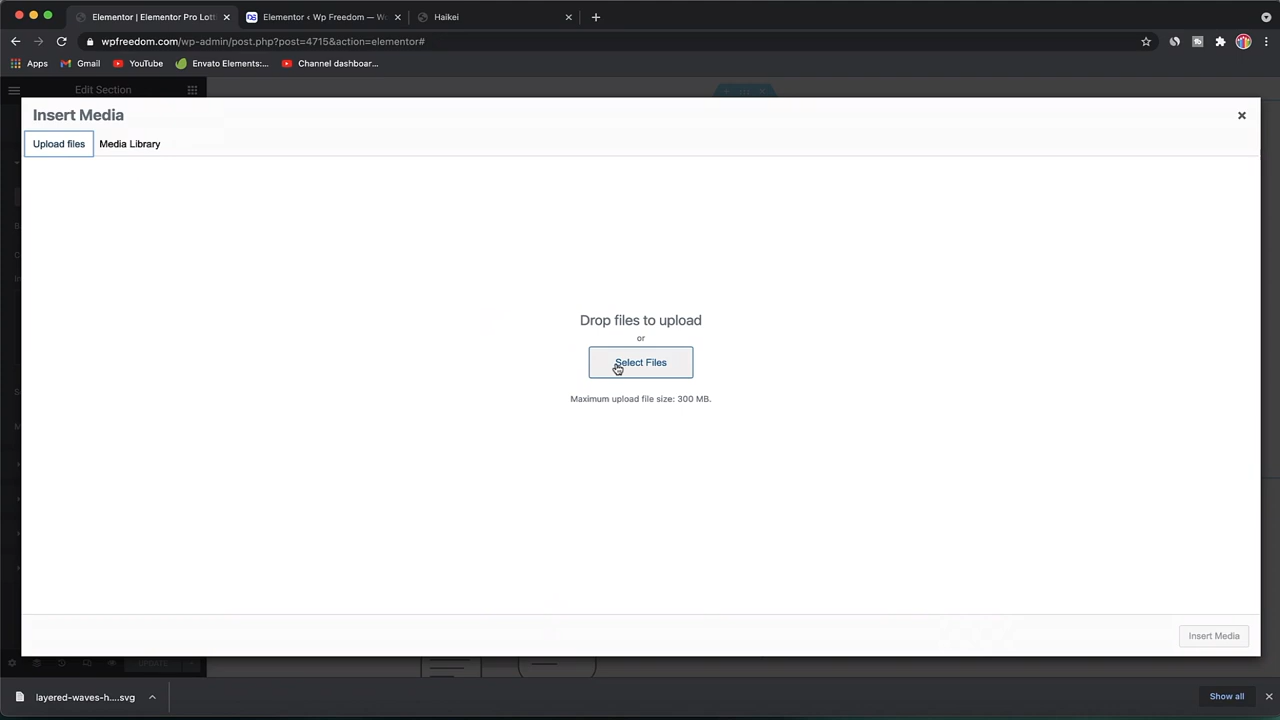 Elementor | Elementor Pro Lott
Elementor ‹ Wp Freedom — W
Haikei
wpfreedom.com/wp-admin/post.php?post=4715&action=elementor#
Apps
Gmail
YouTube
Envato Elements:...
Channel dashboar...
Edit Section
Insert Media
Upload files
Media Library
Drop files to upload
or
Select Files
Maximum upload file size: 300 MB.
Insert Media
UPDATE
layered-waves-h....svg
Show all